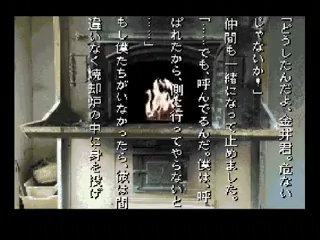 「どうしたんだよ、金井君。危ない
じゃないか。」
仲間も一緒になって止めました。
「……でも、呼んでるんだ。僕は、呼
ばれたから、側に行ってやらないと
……」
もし僕たちがいなかったら、彼は間
違いなく焼却炉の中に身を投げ